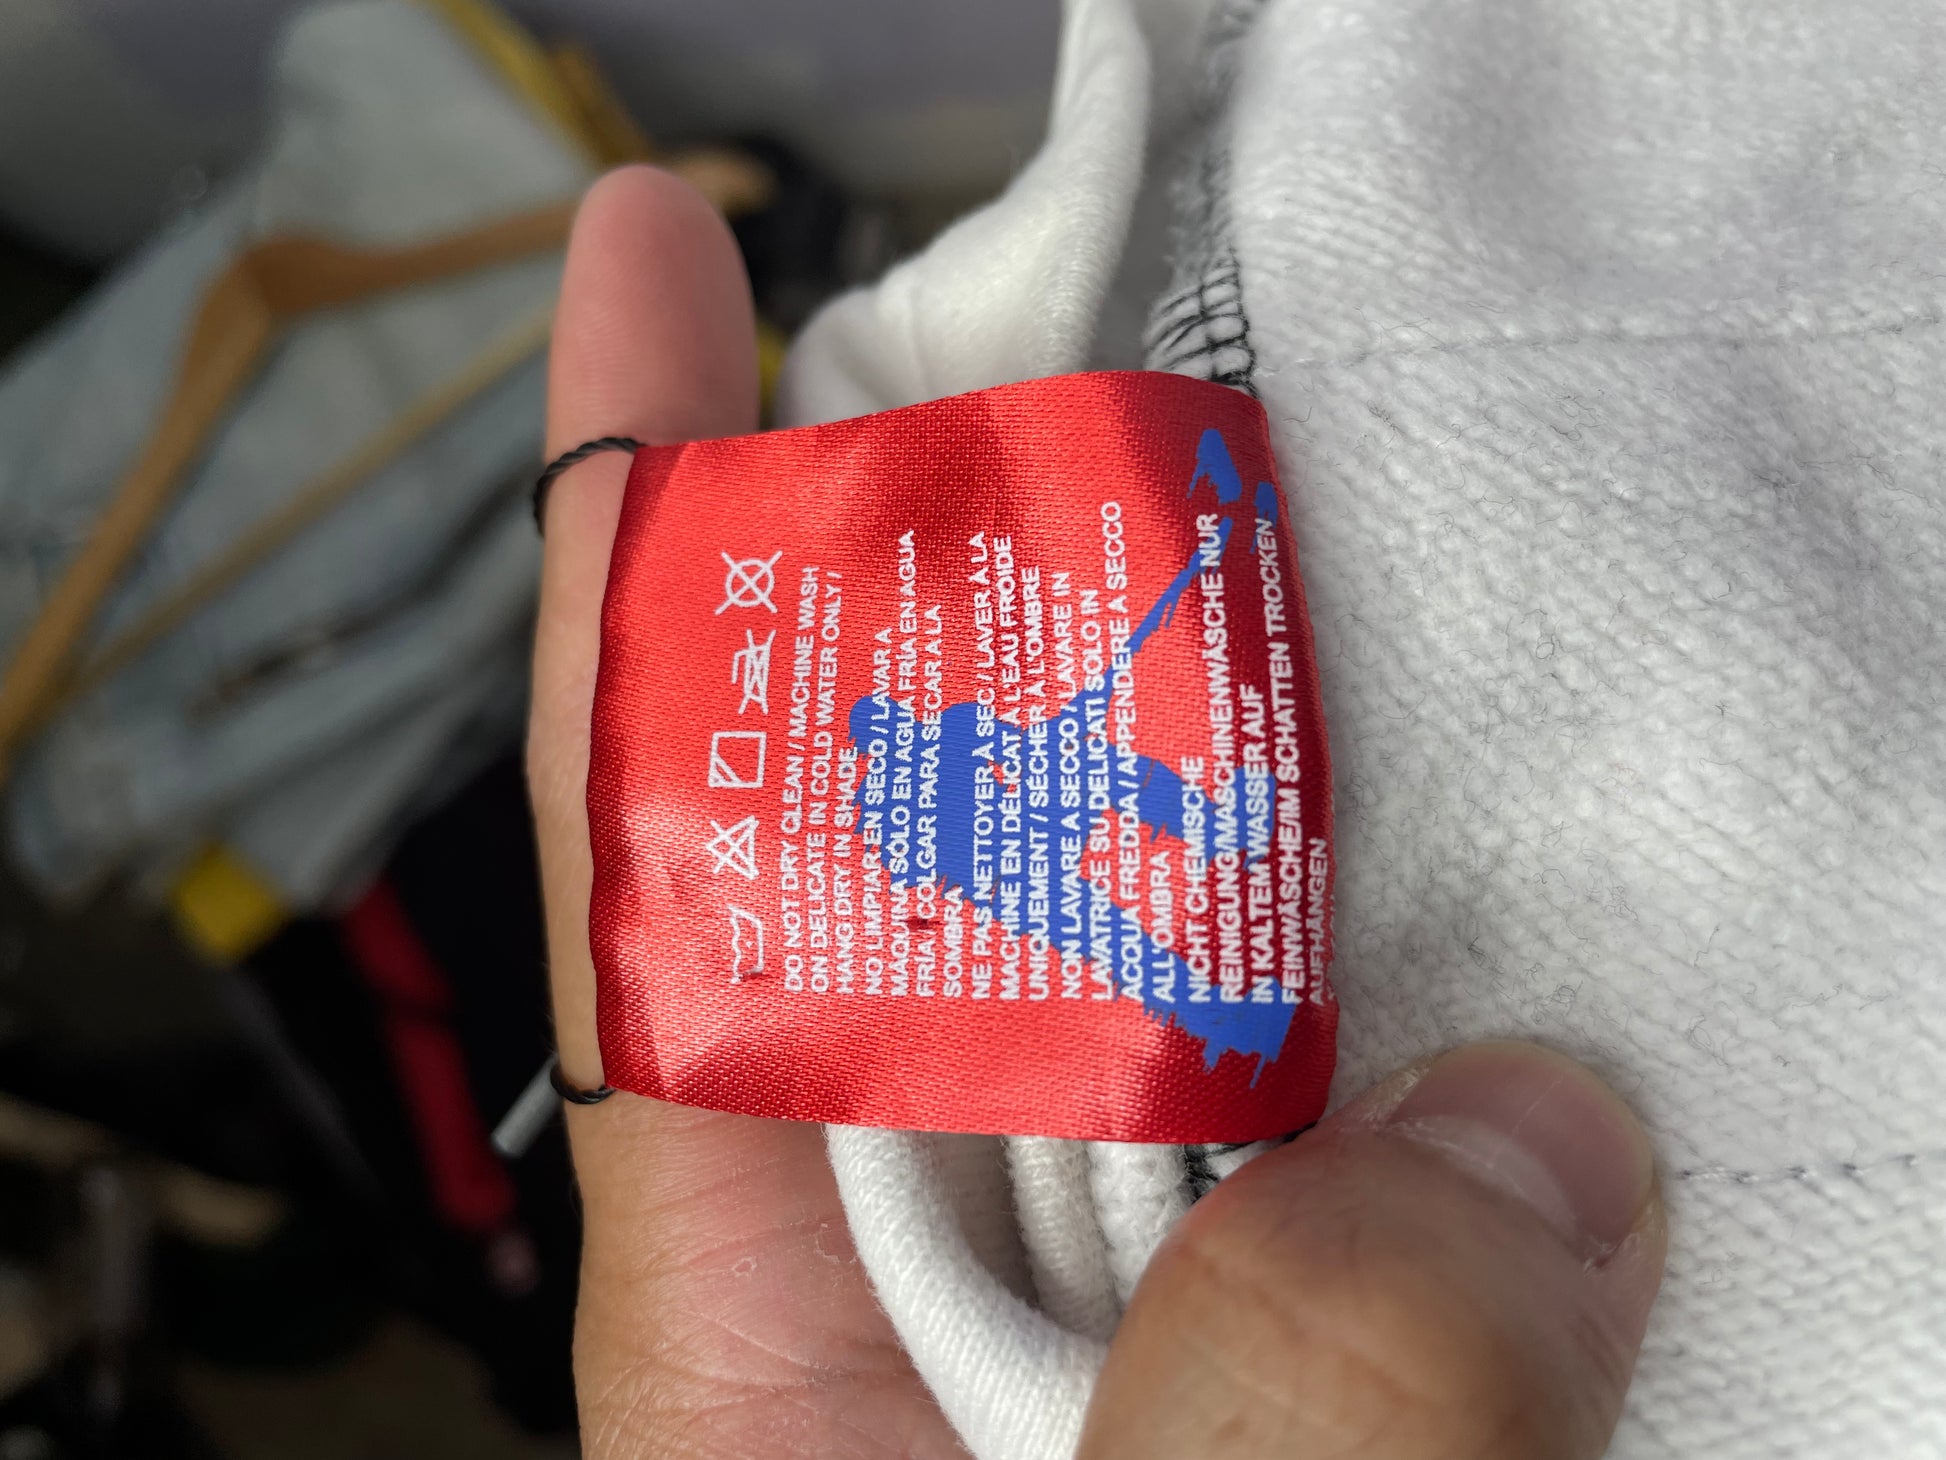 DO NOT DRY CLEAN / MACHINE WASH
ON DELICATE IN COLD WATER ONLY /
HANG DRY IN SHADE
NO LIMPIAR EN SECO / LAVAR A
MÁQUINA SÓLO EN AGUA FRÍA EN AGUA
FRÍA / COLGAR PARA SECAR A LA
SOMBRA
NE PAS NETTOYER À SEC / LAVER À LA
MACHINE EN DÉLICAT À L'EAU FROIDE
UNIQUEMENT / SÉCHER À L'OMBRE
NON LAVARE A SECCO / LAVARE IN
LAVATRICE SU DELICATI SOLO IN
ACQUA FREDDA / APPENDERE A SECCO
ALL'OMBRA
NICHT CHEMISCHE
REINIGUNG/MASCHINENWÄSCHE NUR
IN KALTEM WASSER AUF
FEINWÄSCHE/IM SCHATTEN TROCKEN
AUFHÄNGEN